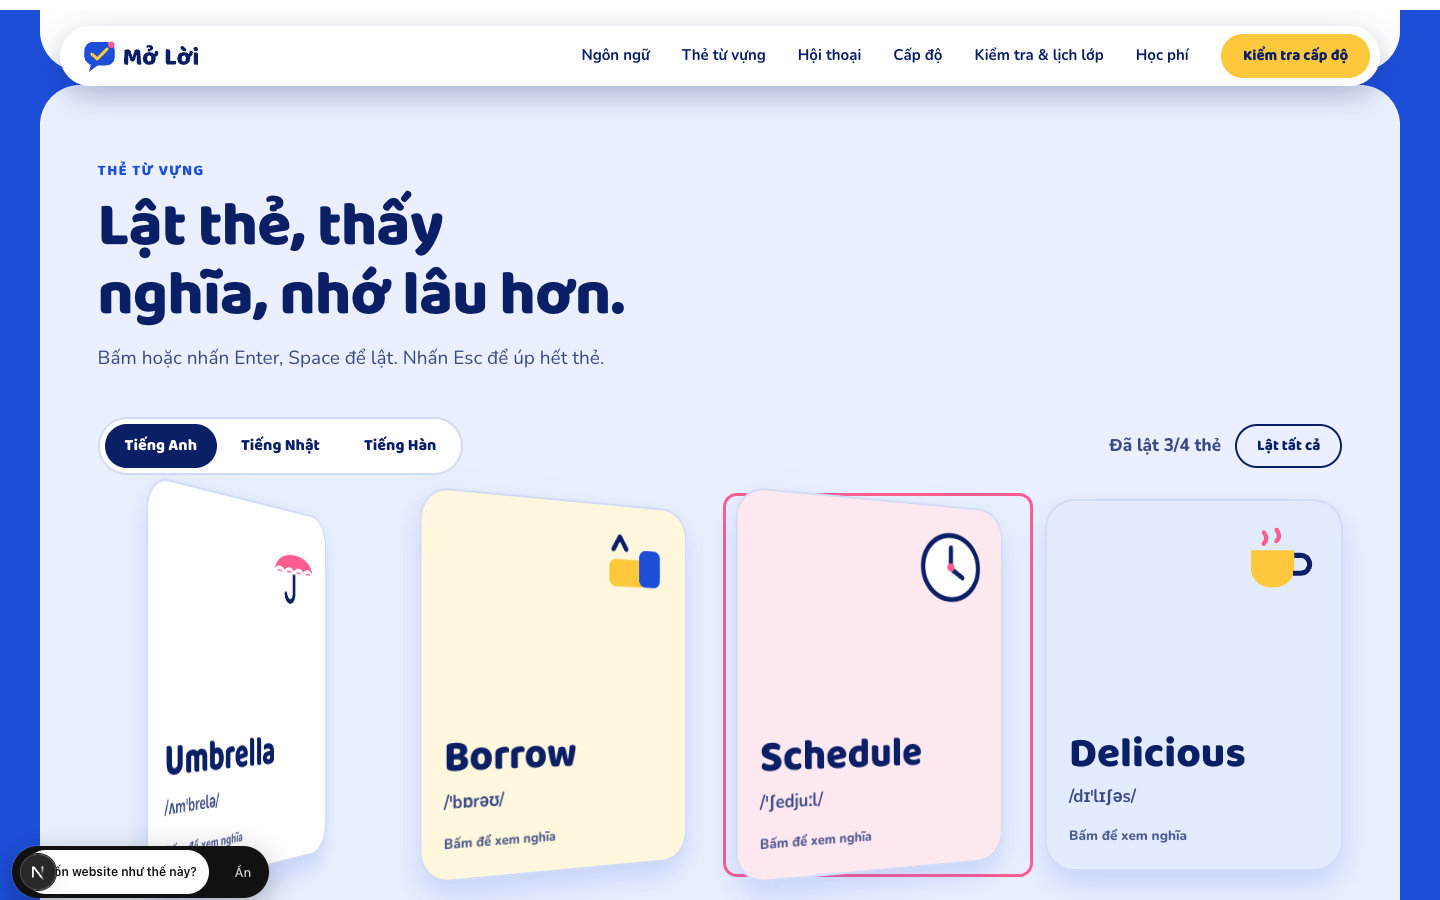 Mở Lời
Ngôn ngữ
Thẻ từ vựng
Hội thoại
Cấp độ
Kiểm tra & lịch lớp
Học phí
Kiểm tra cấp độ
THẺ TỪ VỰNG
Lật thẻ, thấy
nghĩa, nhớ lâu hơn.
Bấm hoặc nhấn Enter, Space để lật. Nhấn Esc để úp hết thẻ.
Tiếng Anh
Tiếng Nhật
Tiếng Hàn
Đã lật 3/4 thẻ
Lật tất cả
Umbrella
/ʌmˈbrelə/
để xem nghĩa
Borrow
/ˈbɒrəʊ/
Bấm để xem nghĩa
Schedule
/ˈʃedjuːl/
Bấm để xem nghĩa
Delicious
/dɪˈlɪʃəs/
Bấm để xem nghĩa
N
website như thế này?
Ẩn